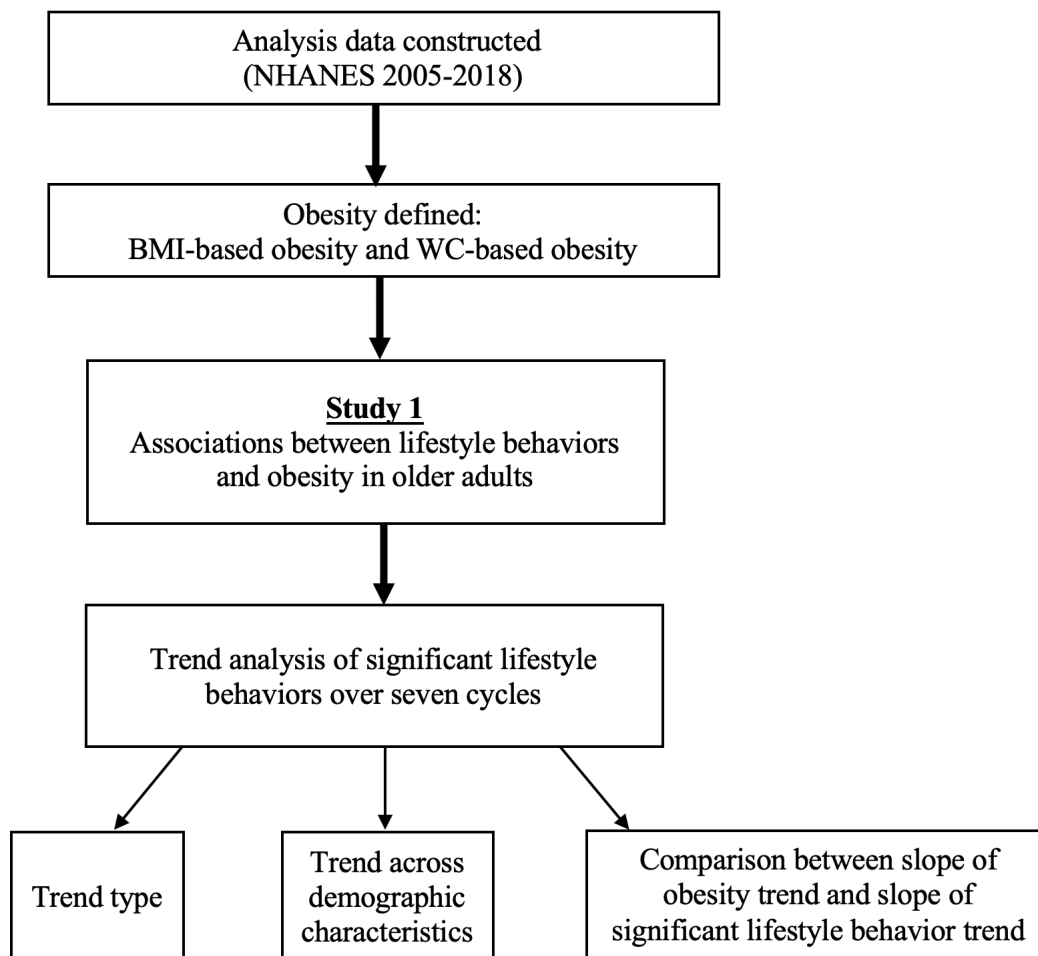 Analysis data constructed
(NHANES 2005-2018)
Obesity defined:
BMI-based obesity and WC-based obesity
Study 1
Associations between lifestyle behaviors
and obesity in older adults
Trend analysis of significant lifestyle
behaviors over seven cycles
Trend type
Trend across
demographic
characteristics
Comparison between slope of
obesity trend and slope of
significant lifestyle behavior trend